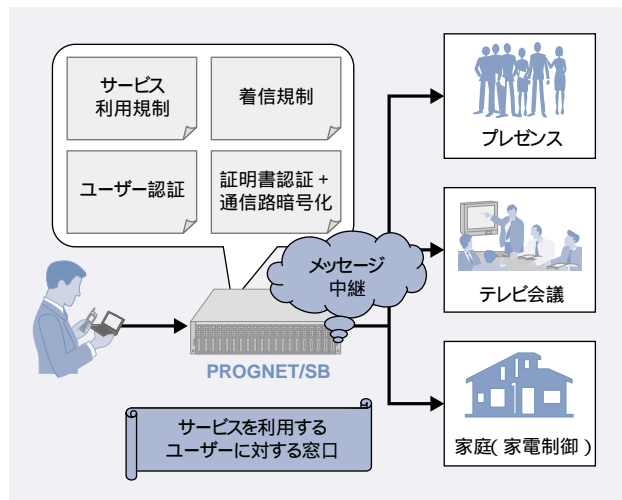 サービス
利用規制
着信規制
ユーザー認証
証明書認証+
通信路暗号化
メッセージ
中継
PROGNET/SB
サービスを利用する
ユーザーに対する窓口
プレゼンス
テレビ会議
家庭(家電制御)